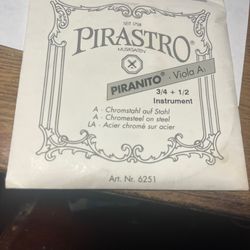 SEIT 1798
PIRASTRO
MUSIKSAITEN
PIRANITO® · Viola A
3/4 + 1/2
Instrument
A - Chromstahl auf Stahl
A - Chromesteel on steel
LA - Acier chromé sur acier
Art. Nr. 6251